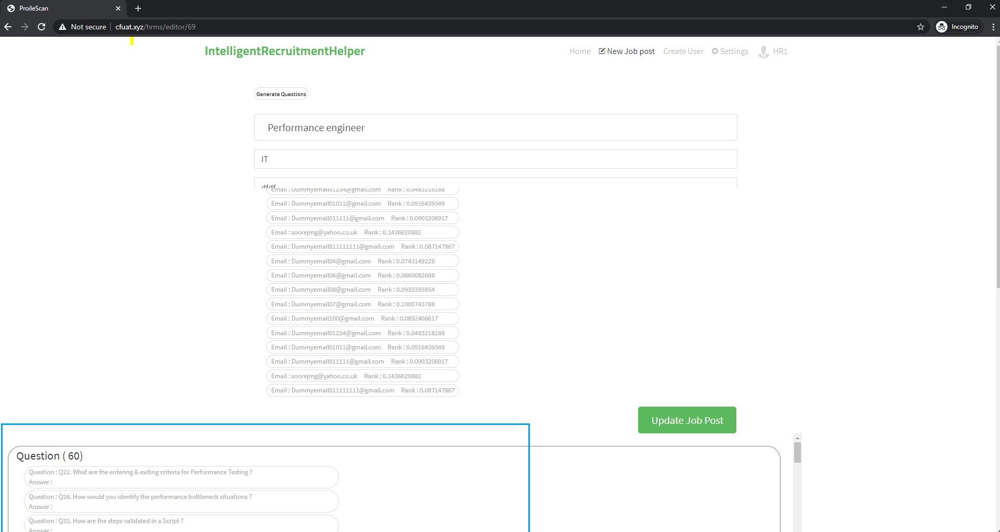 ProileScan
Not secure cfuat.xyz/hrms/editor/69 Incognito
IntelligentRecruitmentHelper Home New Job post Create User Settings HR1
Generate Questions
Performance engineer
IT
dfdf
Email : Dummyemail01234@gmail.com Rank : 0.0483218188
Email : Dummyemail01011@gmail.com Rank : 0.0916439349
Email : Dummyemail011111@gmail.com Rank : 0.0903206917
Email : soorejmg@yahoo.co.uk Rank : 0.1436620882
Email : Dummyemail011111111@gmail.com Rank : 0.087147867
Email : Dummyemail04@gmail.com Rank : 0.0743149226
Email : Dummyemail06@gmail.com Rank : 0.0660082688
Email : Dummyemail08@gmail.com Rank : 0.0935393854
Email : Dummyemail07@gmail.com Rank : 0.1000743788
Email : Dummyemail100@gmail.com Rank : 0.0892406617
Email : Dummyemail01234@gmail.com Rank : 0.0483218188
Email : Dummyemail01011@gmail.com Rank : 0.0916439349
Email : Dummyemail011111@gmail.com Rank : 0.0903206917
Email : soorejmg@yahoo.co.uk Rank : 0.1436620882
Email : Dummyemail011111111@gmail.com Rank : 0.087147867
Update Job Post
Question ( 60)
Question : Q22. What are the entering & exiting criteria for Performance Testing ?
Answer :
Question : Q26. How would you identify the performance bottleneck situations ?
Answer :
Question : Q33. How are the steps validated in a Script ?
Answer :